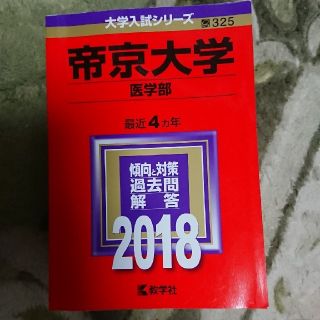 大学入試シリーズ 325
帝京大学
医学部
最近4カ年
傾向と対策
過去問
解答
2018
教学社